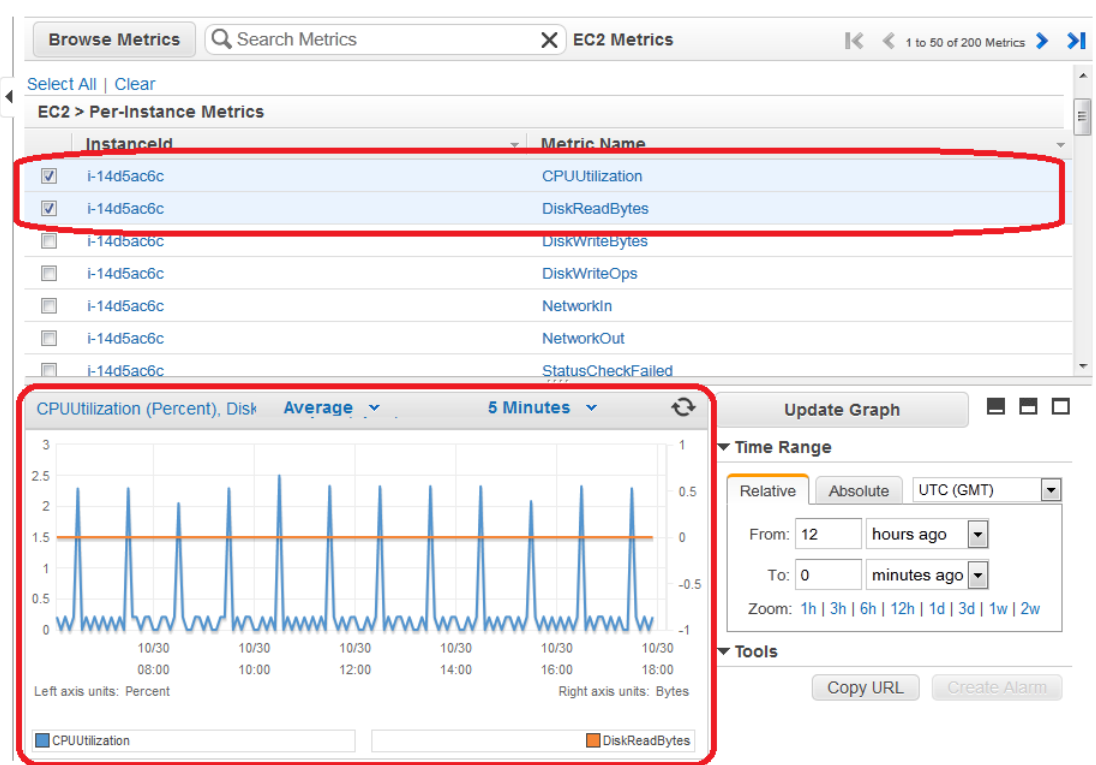 Browse Metrics Search Metrics X EC2 Metrics 1 to 50 of 200 Metrics
Select All | Clear
EC2 > Per-Instance Metrics
InstanceId Metric Name
i-14d5ac6c CPUUtilization
i-14d5ac6c DiskReadBytes
i-14d5ac6c DiskWriteBytes
i-14d5ac6c DiskWriteOps
i-14d5ac6c NetworkIn
i-14d5ac6c NetworkOut
i-14d5ac6c StatusCheckFailed
CPUUtilization (Percent), Disk Average 5 Minutes
Update Graph
Time Range
Relative Absolute UTC (GMT)
From: 12 hours ago
To: 0 minutes ago
Zoom: 1h | 3h | 6h | 12h | 1d | 3d | 1w | 2w
Tools
Copy URL Create Alarm
3 1
2.5
0.5
2
1.5 0
1
-0.5
0.5
0 -1
10/30 10/30 10/30 10/30 10/30 10/30
08:00 10:00 12:00 14:00 16:00 18:00
Left axis units: Percent Right axis units: Bytes
CPUUtilization DiskReadBytes